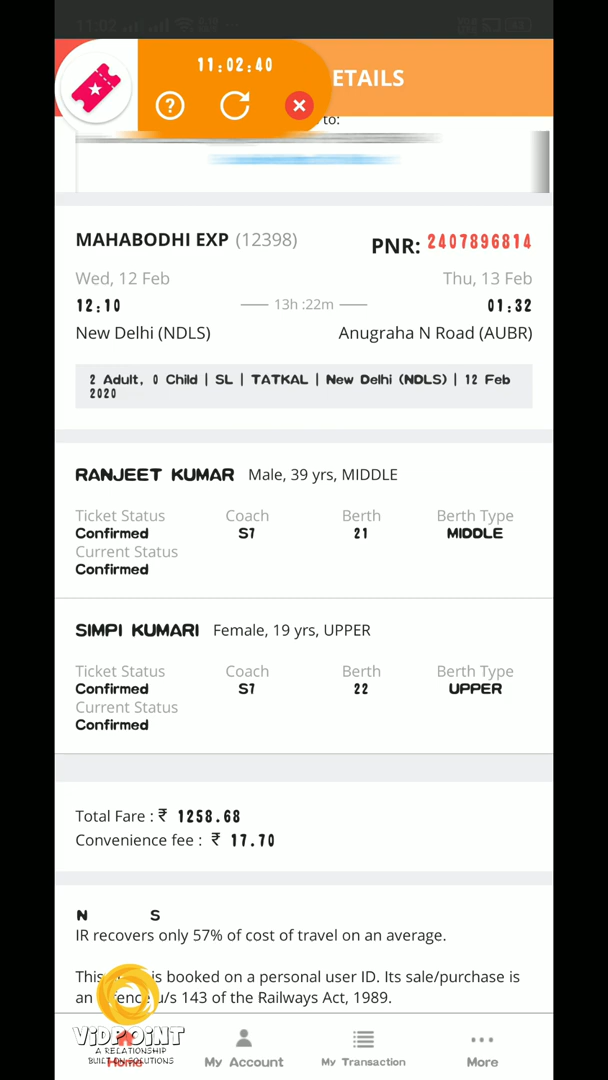 11:02
11:02:40
ETAILS
to:
MAHABODHI EXP (12398)
PNR: 2407896814
Wed, 12 Feb
Thu, 13 Feb
12:10
13h :22m
01:32
New Delhi (NDLS)
Anugraha N Road (AUBR)
2 Adult, 0 Child | SL | TATKAL | New Delhi (NDLS) | 12 Feb
2020
RANJEET KUMAR Male, 39 yrs, MIDDLE
Ticket Status Coach Berth Berth Type
Confirmed S7 21 MIDDLE
Current Status
Confirmed
SIMPI KUMARI Female, 19 yrs, UPPER
Ticket Status Coach Berth Berth Type
Confirmed S7 22 UPPER
Current Status
Confirmed
Total Fare : ₹ 1258.68
Convenience fee : ₹ 17.70
N S
IR recovers only 57% of cost of travel on an average.
This is booked on a personal user ID. Its sale/purchase is
an u/s 143 of the Railways Act, 1989.
ViDPOiNT
A RELATIONSHIP
BUILT ON SOLUTIONS
Home My Account My Transaction More